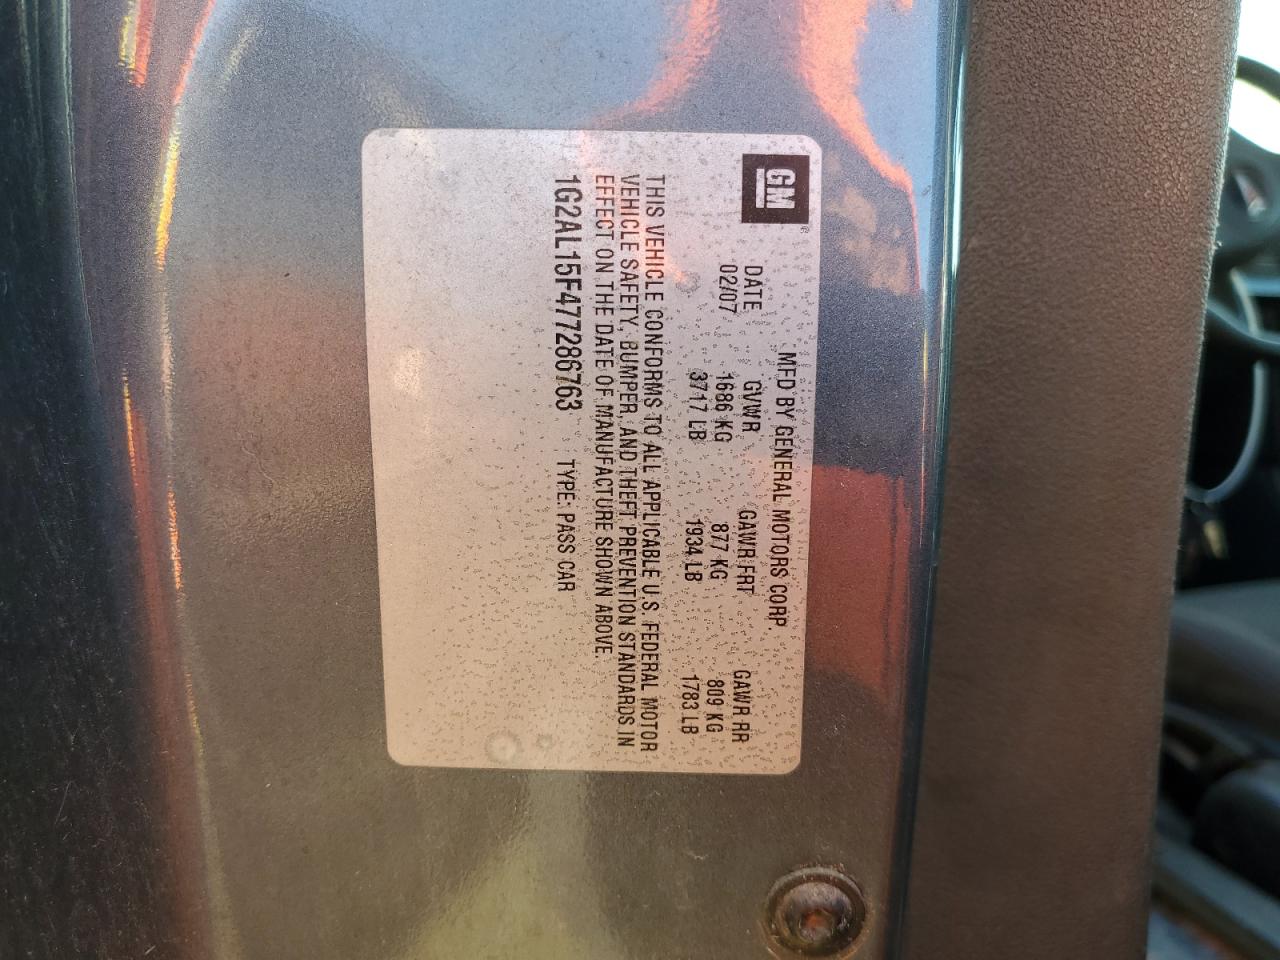 GM
MFD BY GENERAL MOTORS CORP
DATE GVWR GAWR FRT GAWR RR
02/07 1686 KG 877 KG 809 KG
3717 LB 1934 LB 1783 LB
THIS VEHICLE CONFORMS TO ALL APPLICABLE U.S. FEDERAL MOTOR
VEHICLE SAFETY, BUMPER, AND THEFT PREVENTION STANDARDS IN
EFFECT ON THE DATE OF MANUFACTURE SHOWN ABOVE.
1G2AL15F477286763 TYPE: PASS CAR